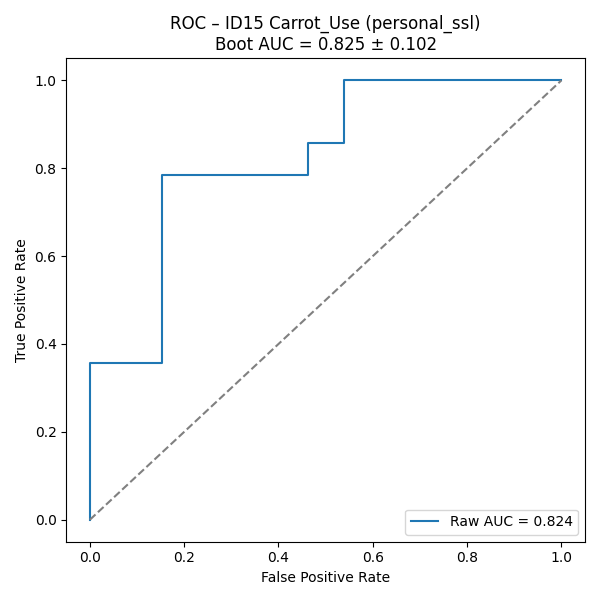 ROC – ID15 Carrot_Use (personal_ssl)
Boot AUC = 0.825 ± 0.102
1.0
0.8
0.6
0.4
0.2
0.0
True Positive Rate
Raw AUC = 0.824
0.0 0.2 0.4 0.6 0.8 1.0
False Positive Rate